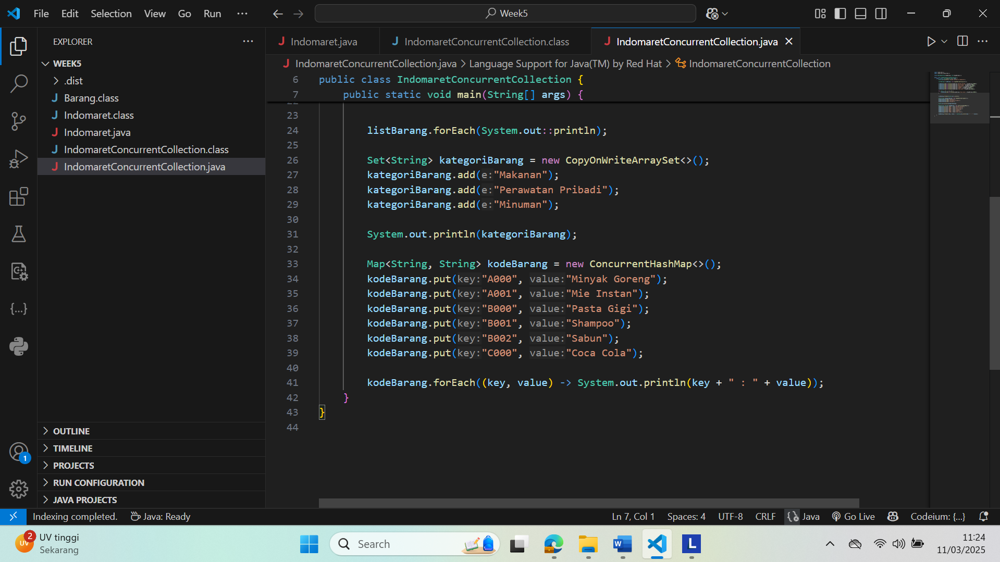 File Edit Selection View Go Run ··· Week5
EXPLORER ···
WEEK5
.dist
J Barang.class
J Indomaret.class
J Indomaret.java
J IndomaretConcurrentCollection.class
J IndomaretConcurrentCollection.java
OUTLINE
TIMELINE
PROJECTS
RUN CONFIGURATION
JAVA PROJECTS
1
J Indomaret.java J IndomaretConcurrentCollection.class J IndomaretConcurrentCollection.java
J IndomaretConcurrentCollection.java > Language Support for Java(TM) by Red Hat > IndomaretConcurrentCollection
6 public class IndomaretConcurrentCollection {
7 public static void main(String[] args) {
23
24 listBarang.forEach(System.out::println);
25
26 Set<String> kategoriBarang = new CopyOnWriteArraySet<>();
27 kategoriBarang.add(e:"Makanan");
28 kategoriBarang.add(e:"Perawatan Pribadi");
29 kategoriBarang.add(e:"Minuman");
30
31 System.out.println(kategoriBarang);
32
33 Map<String, String> kodeBarang = new ConcurrentHashMap<>();
34 kodeBarang.put(key:"A000", value:"Minyak Goreng");
35 kodeBarang.put(key:"A001", value:"Mie Instan");
36 kodeBarang.put(key:"B000", value:"Pasta Gigi");
37 kodeBarang.put(key:"B001", value:"Shampoo");
38 kodeBarang.put(key:"B002", value:"Sabun");
39 kodeBarang.put(key:"C000", value:"Coca Cola");
40
41 kodeBarang.forEach((key, value) -> System.out.println(key + " : " + value));
42 }
43 }
44
Indexing completed. Java: Ready Ln 7, Col 1 Spaces: 4 UTF-8 CRLF Java Go Live Codeium: {...}
UV 2 UV tinggi
Sekarang
Search
W
L
11:24
11/03/2025